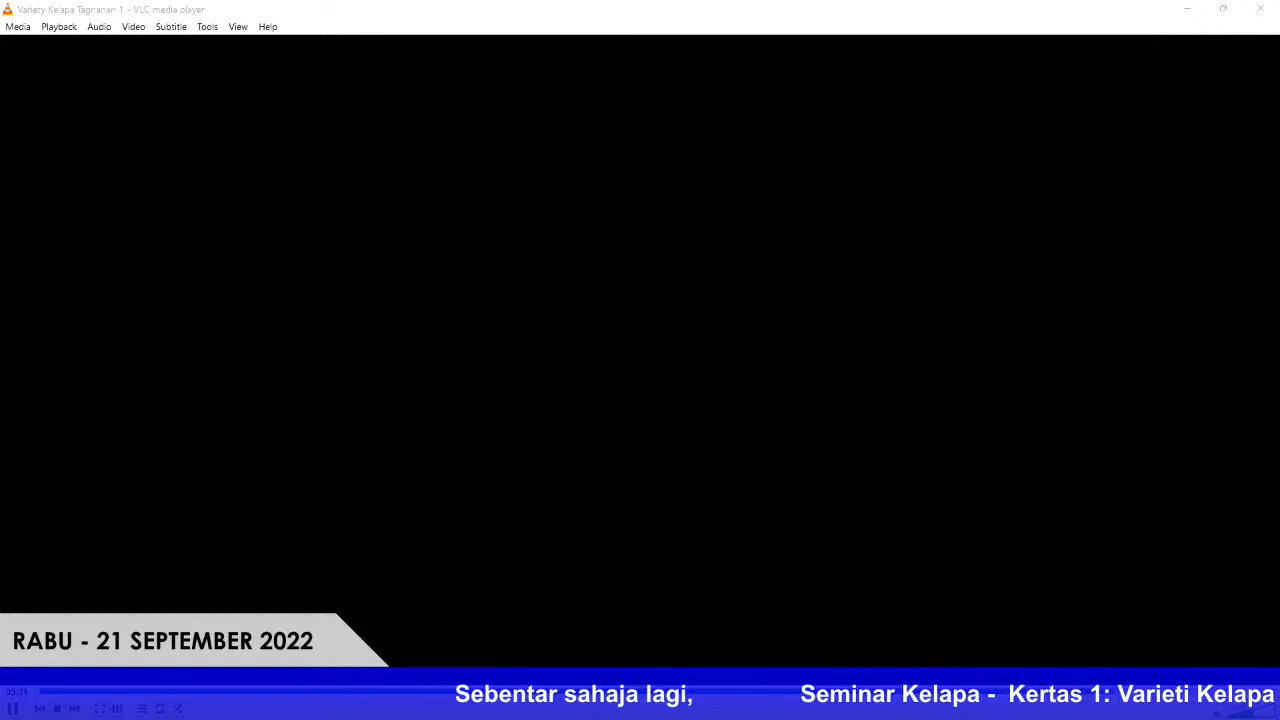 Variety Kelapa Tagnanan 1 - VLC media player
Media Playback Audio Video Subtitle Tools View Help
RABU - 21 SEPTEMBER 2022
Sebentar sahaja lagi, Seminar Kelapa - Kertas 1: Varieti Kelapa